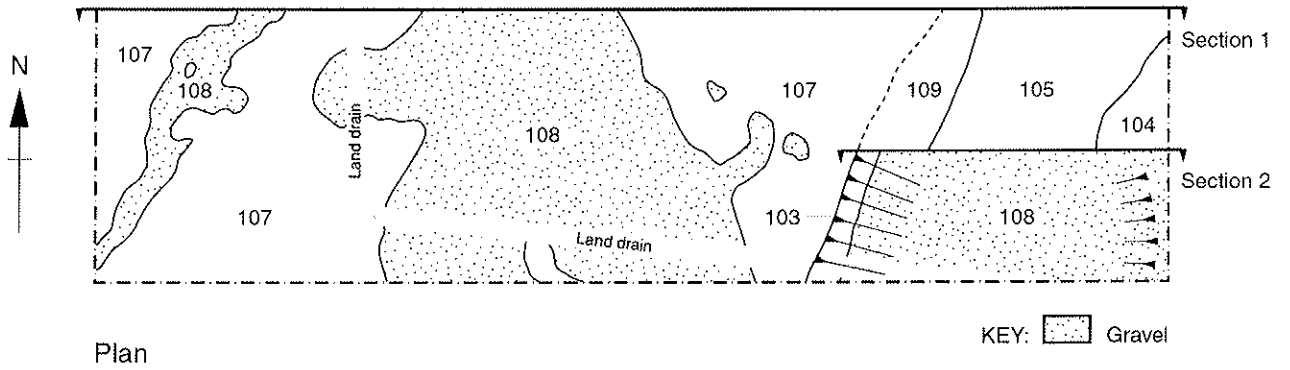 N
107
108
Land drain
108
107
109
105
104
Section 1
107
Land drain
103
108
Section 2
Plan
KEY: Gravel